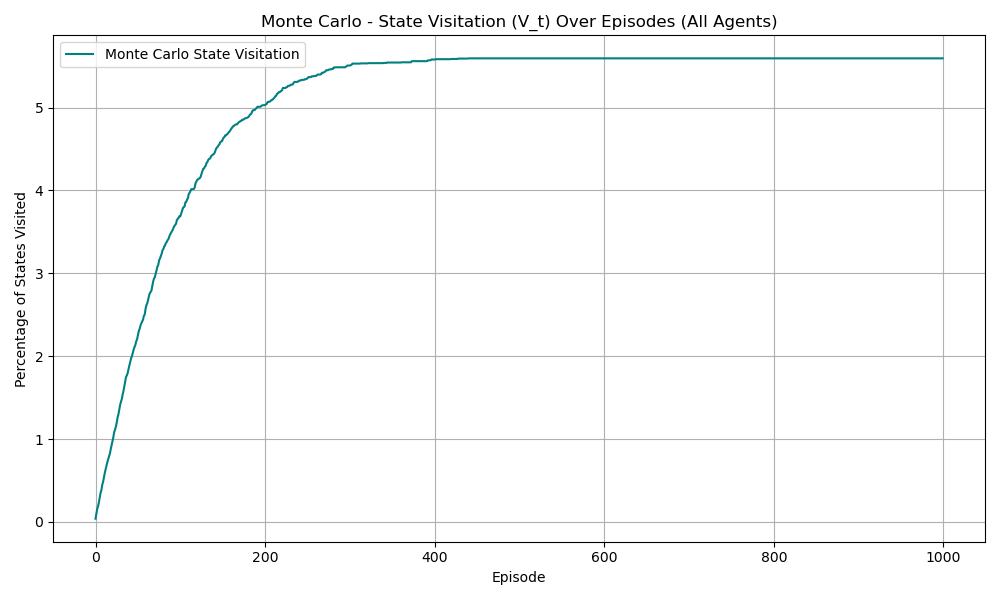 Monte Carlo - State Visitation (V_t) Over Episodes (All Agents)
Monte Carlo State Visitation
Percentage of States Visited
5
4
3
2
1
0
0 200 400 600 800 1000
Episode